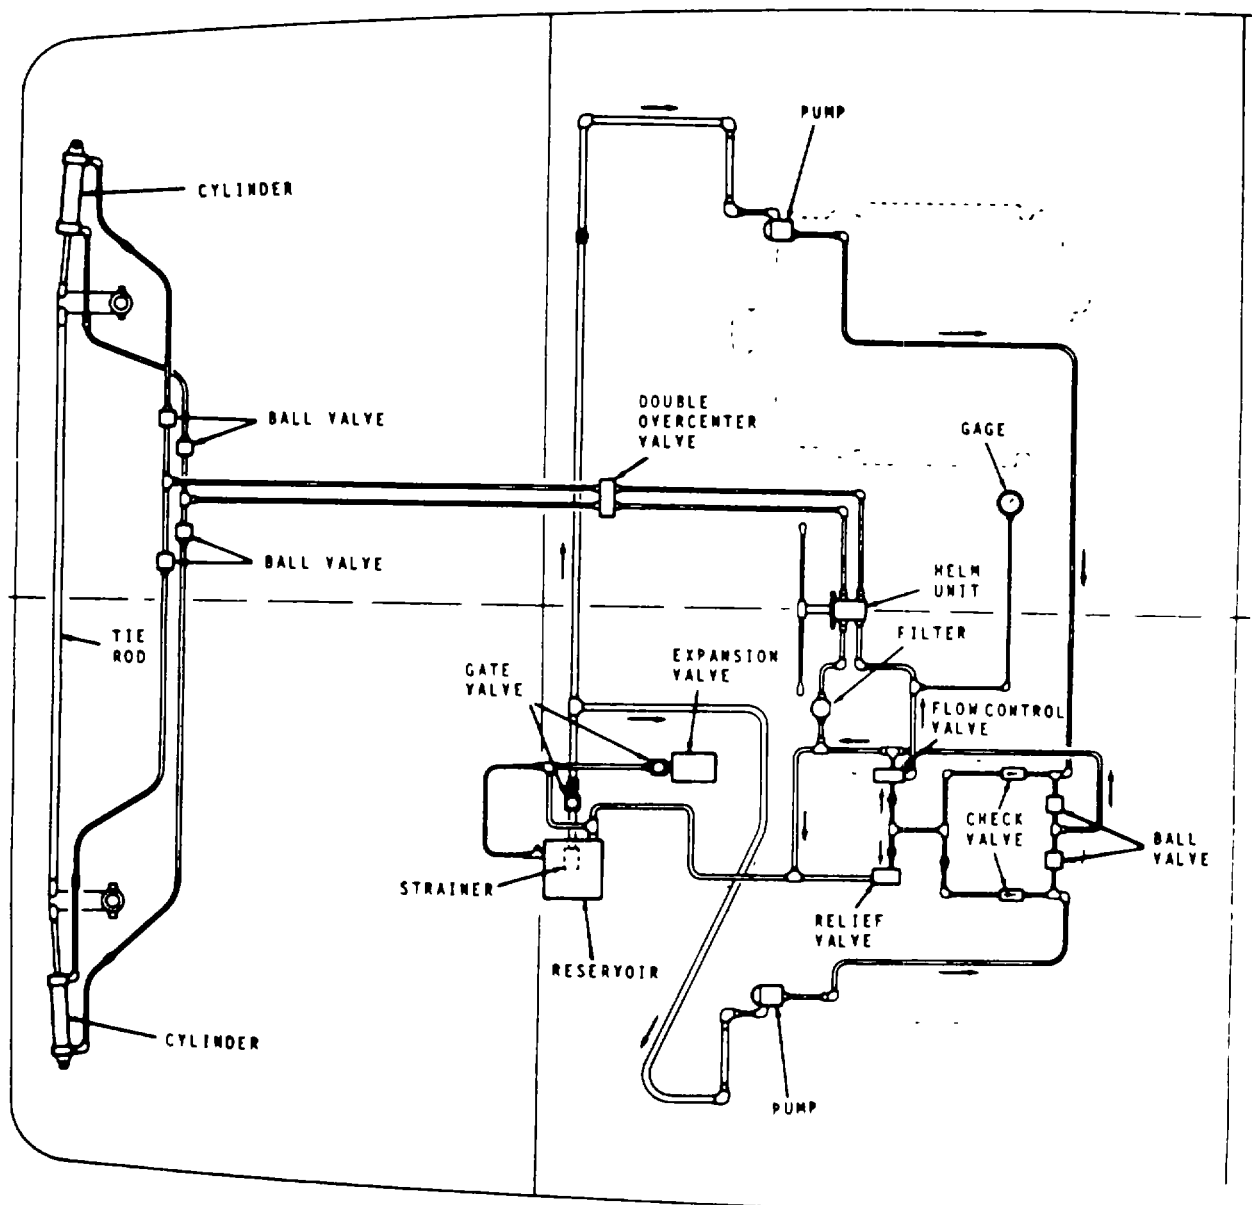 PUMP
CYLINDER
DOUBLE
OVERCENTER
VALVE
BALL VALVE
GAGE
BALL VALVE
HELM
UNIT
TIE
ROD
FILTER
GATE
VALVE
EXPANSION
VALVE
FLOW CONTROL
VALVE
CHECK
VALVE
BALL
VALVE
STRAINER
RELIEF
VALVE
RESERVOIR
CYLINDER
PUMP